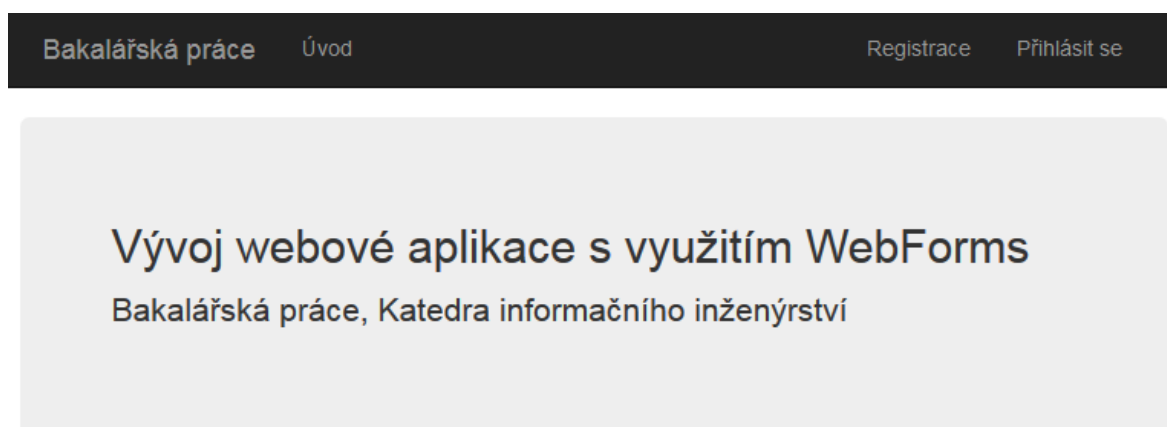 Bakalářská práce Úvod Registrace Přihlásit se
Vývoj webové aplikace s využitím WebForms
Bakalářská práce, Katedra informačního inženýrství